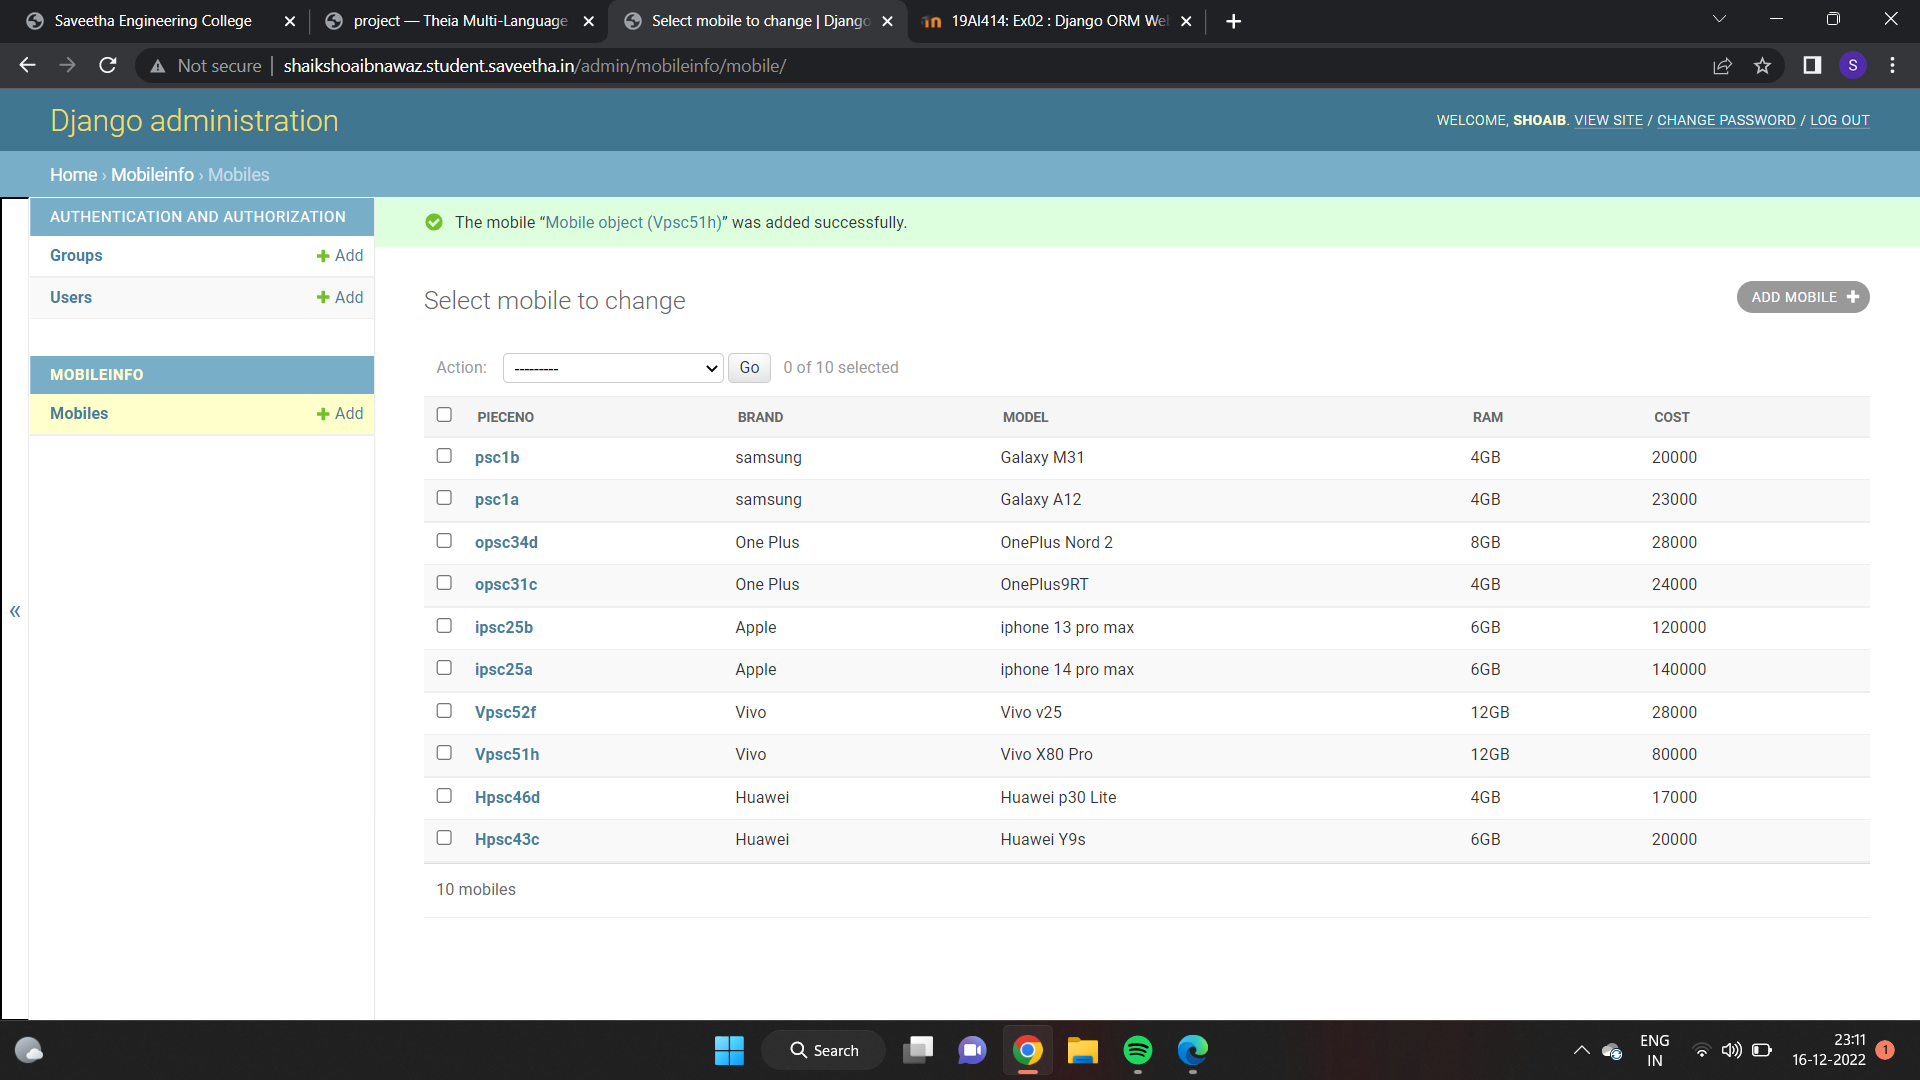 Saveetha Engineering College
project — Theia Multi-Language
Select mobile to change | Django
19AI414: Ex02 : Django ORM Web
Not secure
shaikshoaibnawaz.student.saveetha.in/admin/mobileinfo/mobile/
S
Django administration
WELCOME, SHOAIB. VIEW SITE / CHANGE PASSWORD / LOG OUT
Home › Mobileinfo › Mobiles
AUTHENTICATION AND AUTHORIZATION
Groups Add
Users Add
MOBILEINFO
Mobiles Add
«
The mobile “Mobile object (Vpsc51h)” was added successfully.
Select mobile to change
ADD MOBILE
Action: --------- Go 0 of 10 selected
PIECENO BRAND MODEL RAM COST
psc1b samsung Galaxy M31 4GB 20000
psc1a samsung Galaxy A12 4GB 23000
opsc34d One Plus OnePlus Nord 2 8GB 28000
opsc31c One Plus OnePlus9RT 4GB 24000
ipsc25b Apple iphone 13 pro max 6GB 120000
ipsc25a Apple iphone 14 pro max 6GB 140000
Vpsc52f Vivo Vivo v25 12GB 28000
Vpsc51h Vivo Vivo X80 Pro 12GB 80000
Hpsc46d Huawei Huawei p30 Lite 4GB 17000
Hpsc43c Huawei Huawei Y9s 6GB 20000
10 mobiles
Search
ENG
IN
23:11
16-12-2022
1